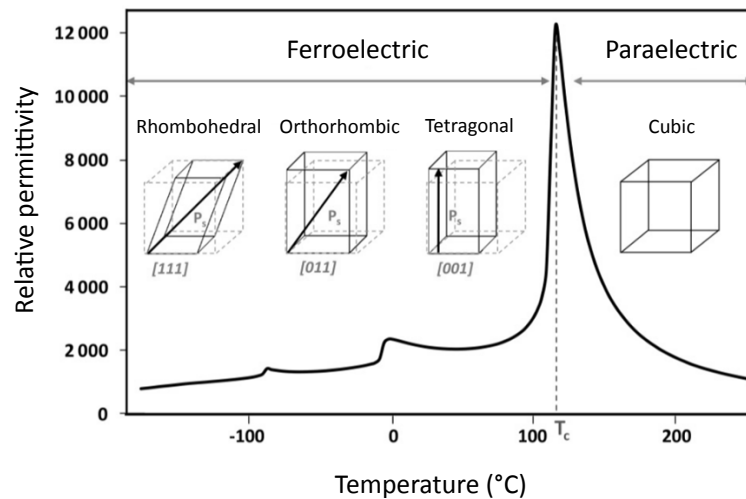 12 000
Ferroelectric
Paraelectric
10 000
Rhombohedral
Orthorhombic
Tetragonal
Cubic
8 000
Relative permittivity
6 000
Ps
Ps
Ps
[111]
[011]
[001]
4 000
2 000
0
-100
0
100
Tc
200
Temperature (°C)